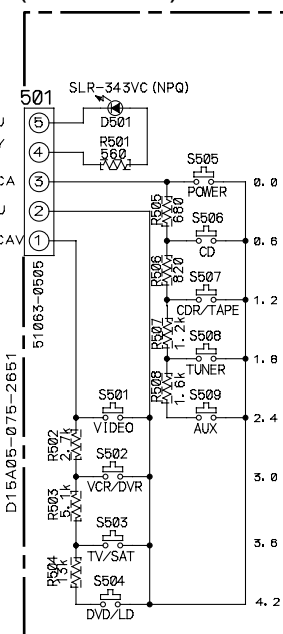 501
SLR-343VC (NPQ)
5
D501
4
R501
560
3
S505
POWER
0.0
2
R505
680
S506
CD
0.6
1
R506
820
S507
CDR/TAPE
1.2
51063-0505
R507
1.2k
S508
TUNER
1.8
D15A05-075-2651
R508
1.6k
S509
AUX
2.4
S501
VIDEO
R502
2.7k
S502
VCR/DVR
3.0
R503
5.1k
S503
TV/SAT
3.6
R504
13k
S504
DVD/LD
4.2